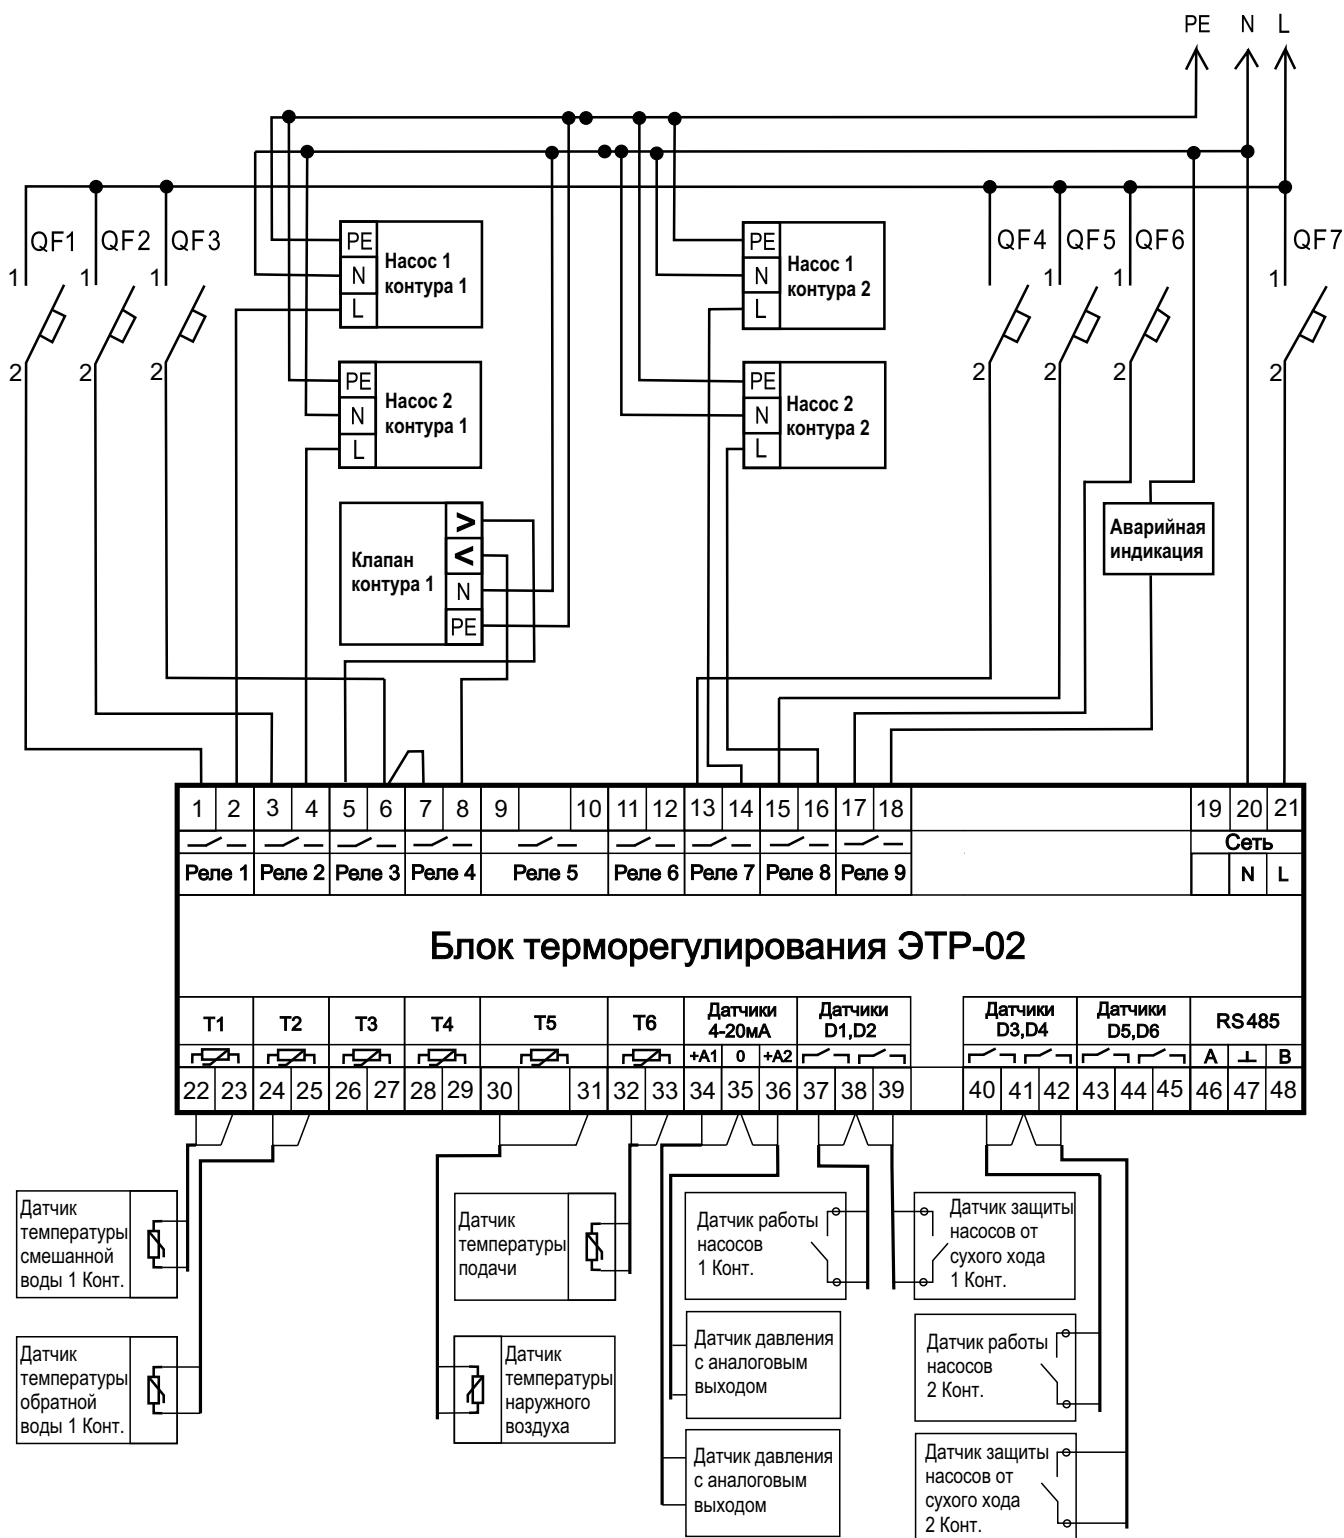 PE N L
QF1 QF2 QF3
QF4 QF5 QF6 QF7
1 1 1 1 1 1
2 2 2 2 2 2 2
PE
N
L
Насос 1
контура 1
PE
N
L
Насос 1
контура 2
PE
N
L
Насос 2
контура 1
PE
N
L
Насос 2
контура 2
Клапан
контура 1
>
<
N
PE
Аварийная
индикация
1 2 3 4 5 6 7 8 9 10 11 12 13 14 15 16 17 18 19 20 21
Сеть
Реле 1 Реле 2 Реле 3 Реле 4 Реле 5 Реле 6 Реле 7 Реле 8 Реле 9 N L
Блок терморегулирования ЭТР-02
T1 T2 T3 T4 T5 T6
Датчики
4-20мА
Датчики
D1,D2
Датчики
D3,D4
Датчики
D5,D6
RS485
+A1 0 +A2 A ⊥ B
22 23 24 25 26 27 28 29 30 31 32 33 34 35 36 37 38 39 40 41 42 43 44 45 46 47 48
Датчик
температуры
смешанной
воды 1 Конт.
Датчик
температуры
подачи
Датчик работы
насосов
1 Конт.
Датчик защиты
насосов от
сухого хода
1 Конт.
Датчик
температуры
обратной
воды 1 Конт.
Датчик
температуры
наружного
воздуха
Датчик давления
с аналоговым
выходом
Датчик работы
насосов
2 Конт.
Датчик давления
с аналоговым
выходом
Датчик защиты
насосов от
сухого хода
2 Конт.